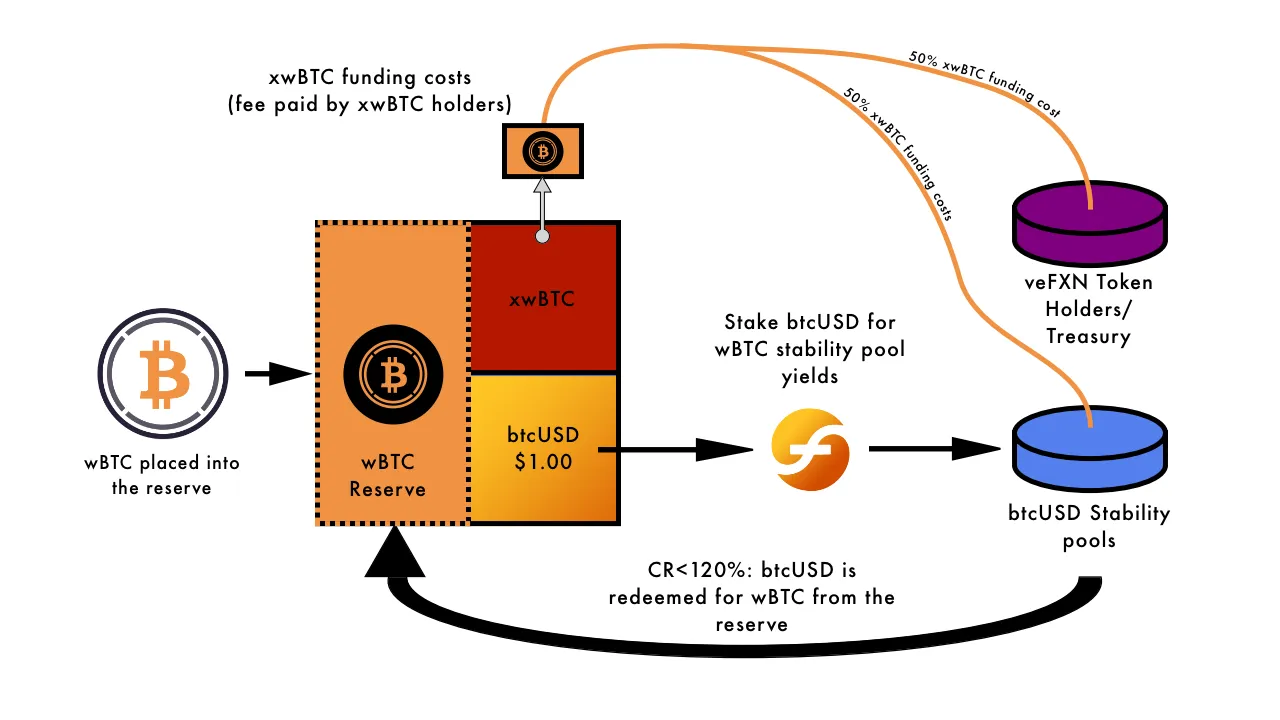 xwBTC funding costs
(fee paid by xwBTC holders)
50% xwBTC funding cost
50% xwBTC funding costs
xwBTC
veFXN Token
Holders/
Treasury
Stake btcUSD for
wBTC stability pool
yields
btcUSD
$1.00
wBTC
Reserve
wBTC placed into
the reserve
btcUSD Stability
pools
CR<120%: btcUSD is
redeemed for wBTC from the
reserve